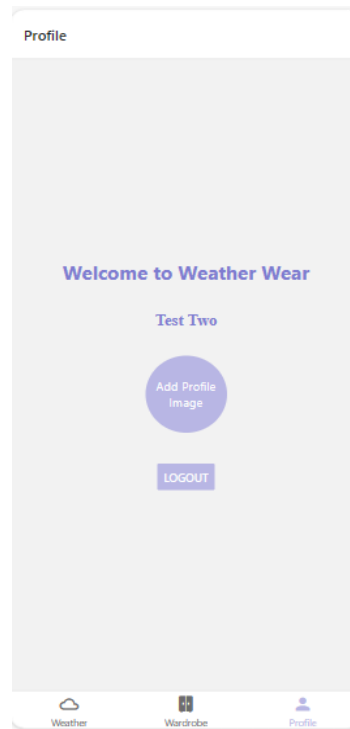 Profile
Welcome to Weather Wear
Test Two
Add Profile
Image
LOGOUT
Weather
Wardrobe
Profile